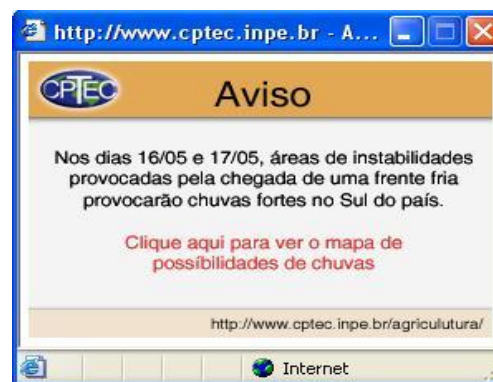 http://www.cptec.inpe.br - A...
CPTEC
Aviso
Nos dias 16/05 e 17/05, áreas de instabilidades
provocadas pela chegada de uma frente fria
provocarão chuvas fortes no Sul do país.
Clique aqui para ver o mapa de
possíbilidades de chuvas
http://www.cptec.inpe.br/agriculutura/
Internet